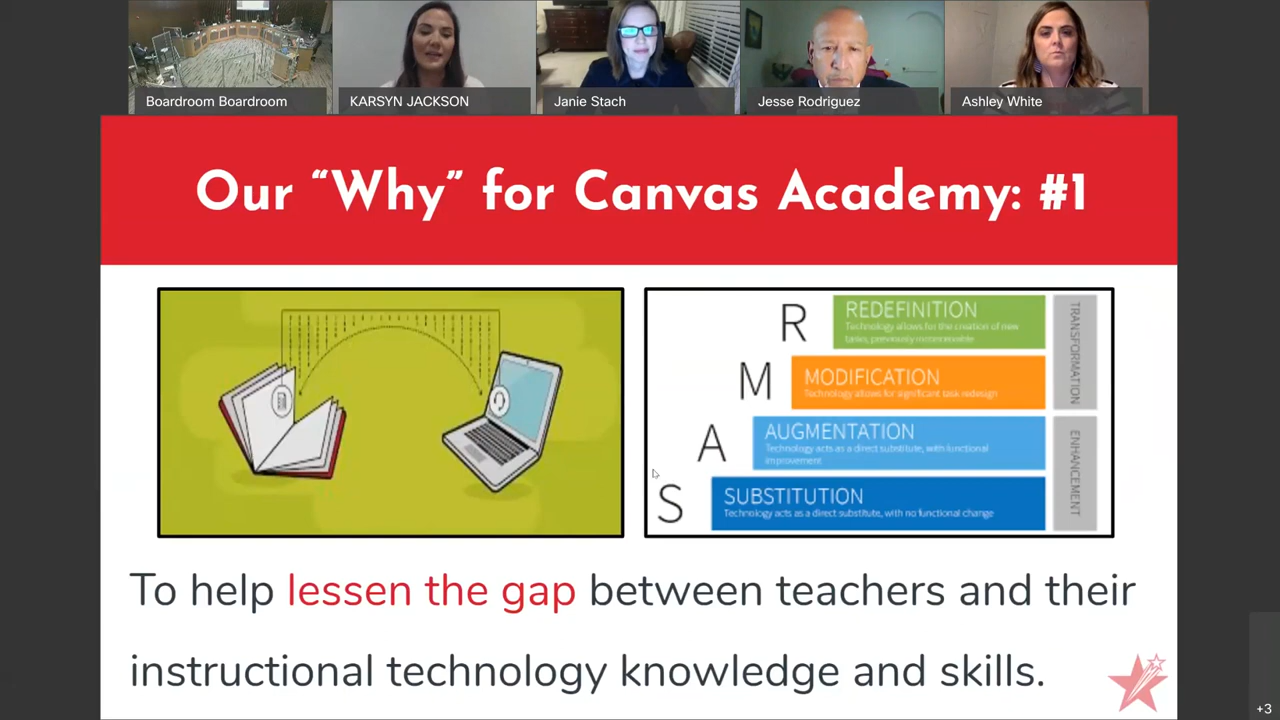 Boardroom Boardroom
KARSYN JACKSON
Janie Stach
Jesse Rodriguez
Ashley White
Our “Why” for Canvas Academy: #1
R
REDEFINITION
Technology allows for the creation of new
tasks, previously inconceivable
M
MODIFICATION
Technology allows for significant task redesign
TRANSFORMATION
A
AUGMENTATION
Technology acts as a direct substitute, with functional
improvement
S
SUBSTITUTION
Technology acts as a direct substitute, with no functional change
ENHANCEMENT
To help lessen the gap between teachers and their
instructional technology knowledge and skills.
+3